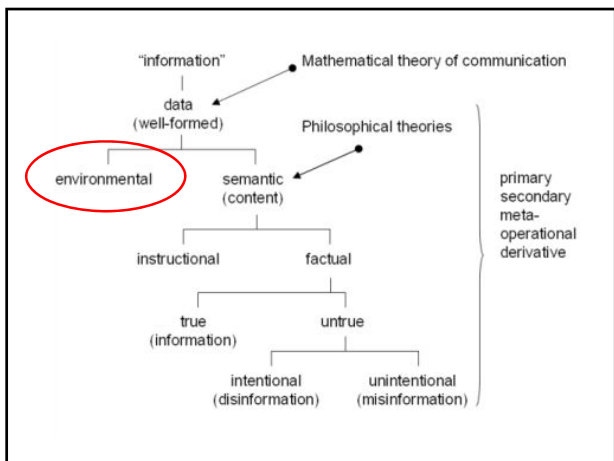 “information”
Mathematical theory of communication
data
(well-formed)
Philosophical theories
environmental
semantic
(content)
primary
secondary
meta-
operational
derivative
instructional
factual
true
(information)
untrue
intentional
(disinformation)
unintentional
(misinformation)